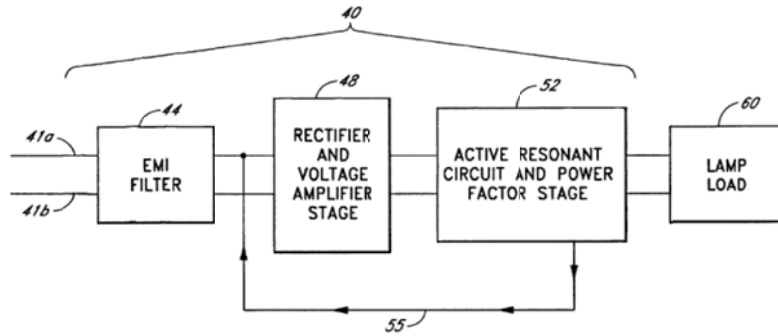 40
48
52
60
44
41a
41b
EMI
FILTER
RECTIFIER
AND
VOLTAGE
AMPLIFIER
STAGE
ACTIVE RESONANT
CIRCUIT AND POWER
FACTOR STAGE
LAMP
LOAD
55